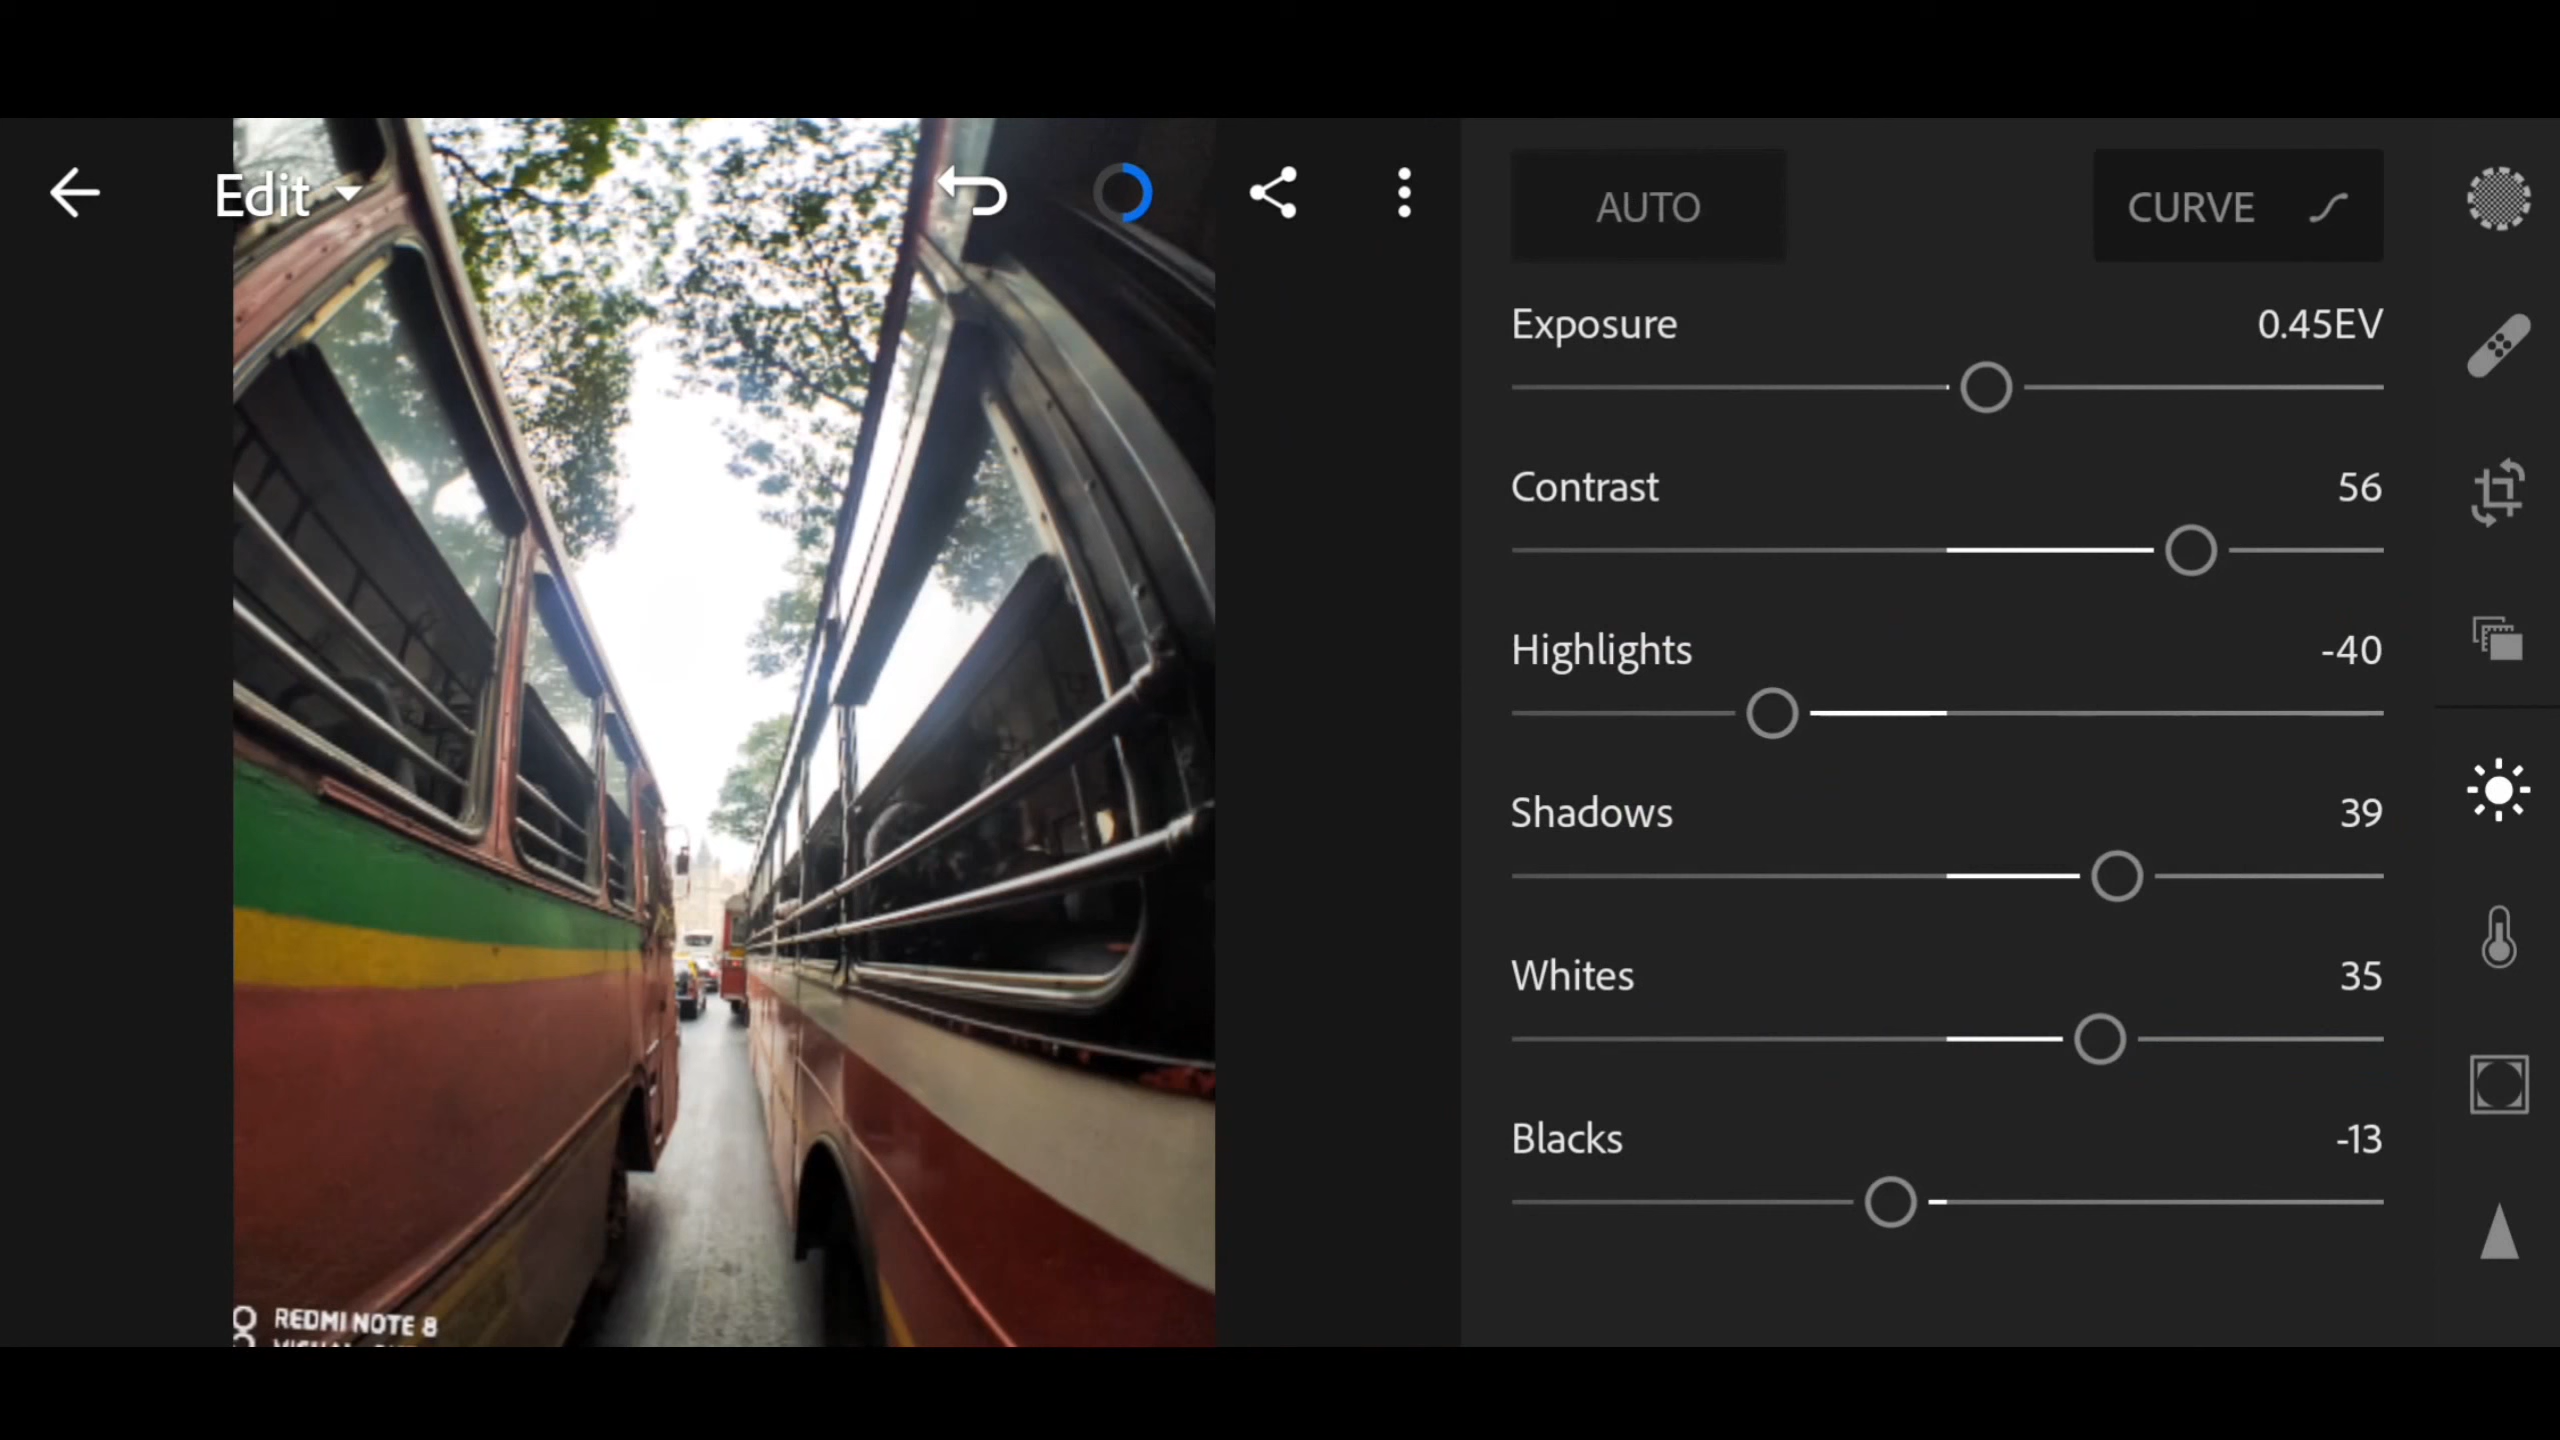 Edit
AUTO
CURVE
Exposure 0.45EV
Contrast 56
Highlights -40
Shadows 39
Whites 35
Blacks -13
REDMI NOTE 8